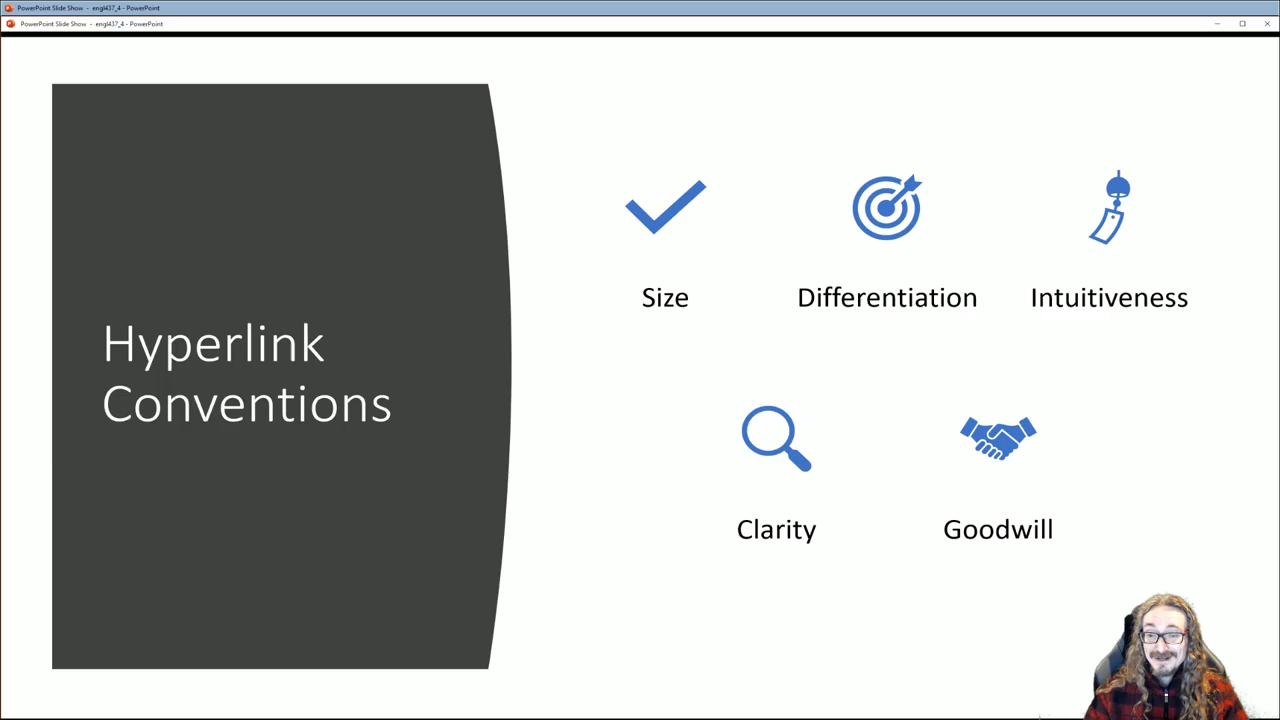 PowerPoint Slide Show - engl437_4 - PowerPoint
PowerPoint Slide Show - engl437_4 - PowerPoint
Hyperlink
Conventions
Size
Differentiation
Intuitiveness
Clarity
Goodwill